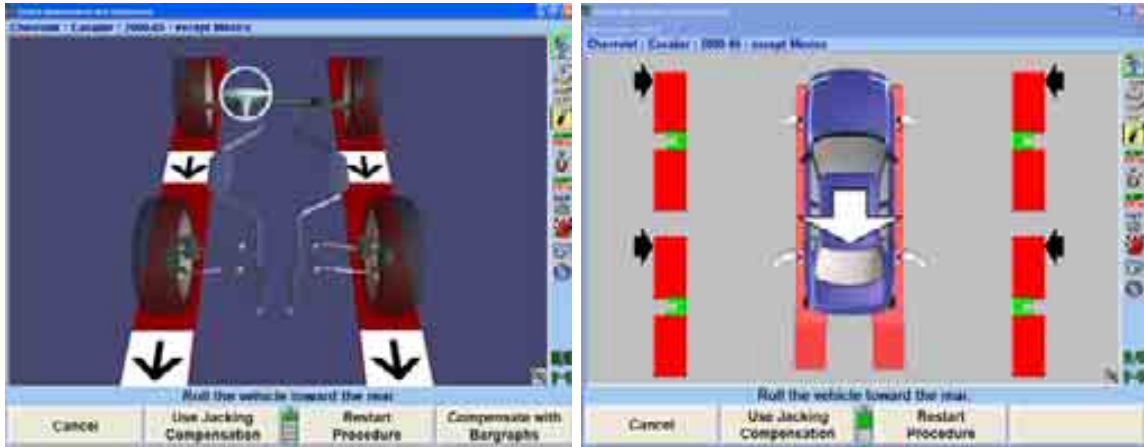 Chevrolet : Cavalier : 2000-05 : except Mexico
Roll the vehicle toward the rear.
Cancel
Use Jacking
Compensation
Restart
Procedure
Compensate with
Bargraphs
Chevrolet : Cavalier : 2000-05 : except Mexico
Roll the vehicle toward the rear.
Cancel
Use Jacking
Compensation
Restart
Procedure